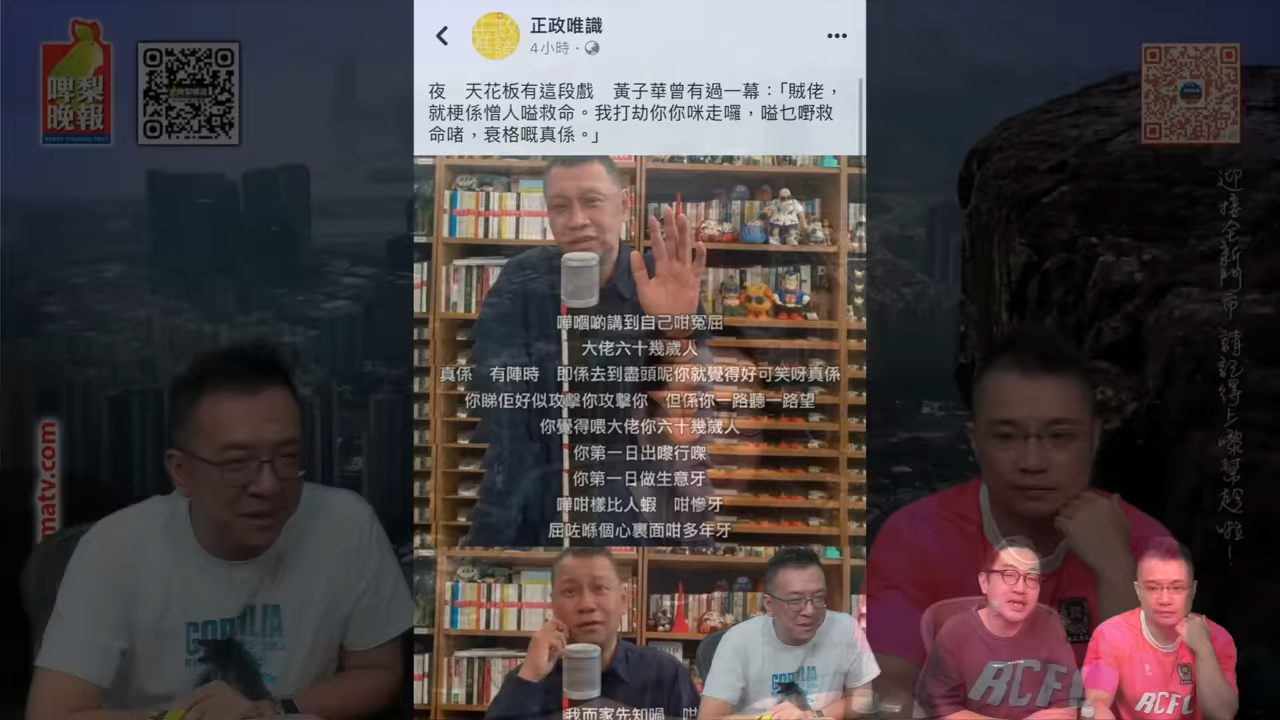 啤梨
晚報
matv.com
正政唯識
4小時
夜　天花板有這段戲　黃子華曾有過一幕：「賊佬，
就梗係憎人嗌救命。我打劫你你咪走囉，嗌乜嘢救
命啫，衰格嘅真係。」
嘩嗰啲講到自己咁冤屈
大佬六十幾歲人
真係　有陣時　即係去到盡頭呢你就覺得好可笑呀真係
你睇佢好似攻擊你攻擊你　但係你一路聽一路望
你覺得喂大佬你六十幾歲人
你第一日出嚟行㗎
你第一日做生意牙
嘩咁樣比人蝦　咁慘牙
屈咗喺個心裏面咁多年牙
我而家先知喎　咁
迎接全新門市 請記得上嚟幫趁啦！
RCFC
RCFC